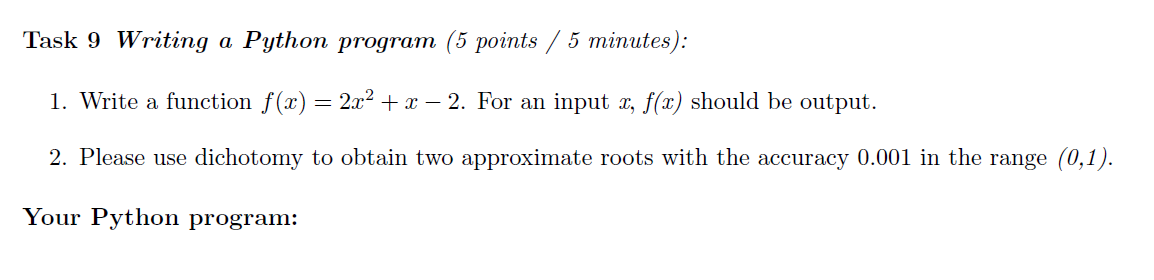 Task 9 Writing a Python program (5 points / 5 minutes):
1. Write a function f(x) = 2x² + x − 2. For an input x, f(x) should be output.
2. Please use dichotomy to obtain two approximate roots with the accuracy 0.001 in the range (0,1).
Your Python program: